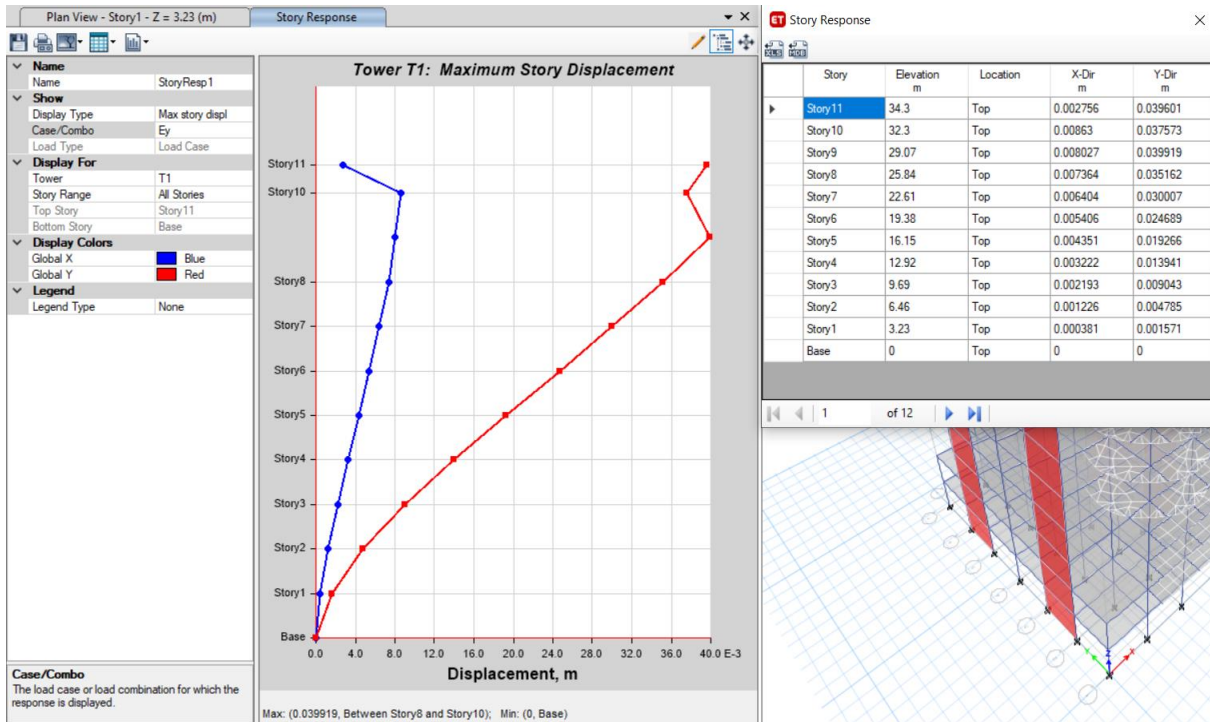 Plan View - Story1 - Z = 3.23 (m)
Story Response
Name
Name StoryResp1
Show
Display Type Max story displ
Case/Combo Ey
Load Type Load Case
Display For
Tower T1
Story Range All Stories
Top Story Story11
Bottom Story Base
Display Colors
Global X Blue
Global Y Red
Legend
Legend Type None
Case/Combo
The load case or load combination for which the
response is displayed.
Tower T1: Maximum Story Displacement
Story11
Story10
Story8
Story7
Story6
Story5
Story4
Story3
Story2
Story1
Base
0.0 4.0 8.0 12.0 16.0 20.0 24.0 28.0 32.0 36.0 40.0 E-3
Displacement, m
Max: (0.039919, Between Story8 and Story10); Min: (0, Base)
ET Story Response
XLS MDB
Story Elevation Location X-Dir Y-Dir
m m m
Story11 34.3 Top 0.002756 0.039601
Story10 32.3 Top 0.00863 0.037573
Story9 29.07 Top 0.008027 0.039919
Story8 25.84 Top 0.007364 0.035162
Story7 22.61 Top 0.006404 0.030007
Story6 19.38 Top 0.005406 0.024689
Story5 16.15 Top 0.004351 0.019266
Story4 12.92 Top 0.003222 0.013941
Story3 9.69 Top 0.002193 0.009043
Story2 6.46 Top 0.001226 0.004785
Story1 3.23 Top 0.000381 0.001571
Base 0 Top 0 0
1 of 12
Y Z X